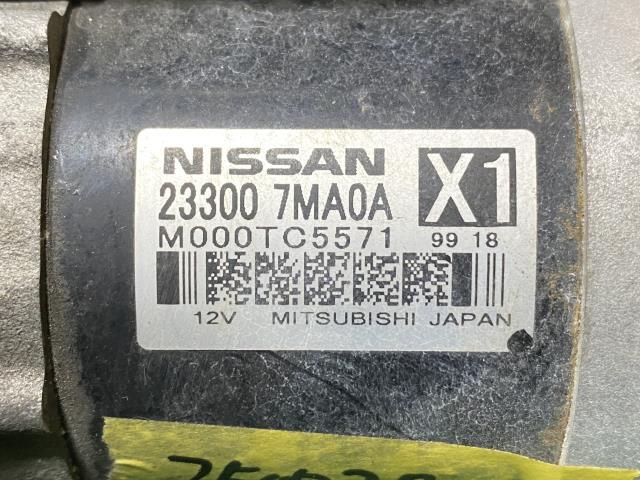 NISSAN
23300 7MA0A X1
M000TC5571 99 18
12V MITSUBISHI JAPAN